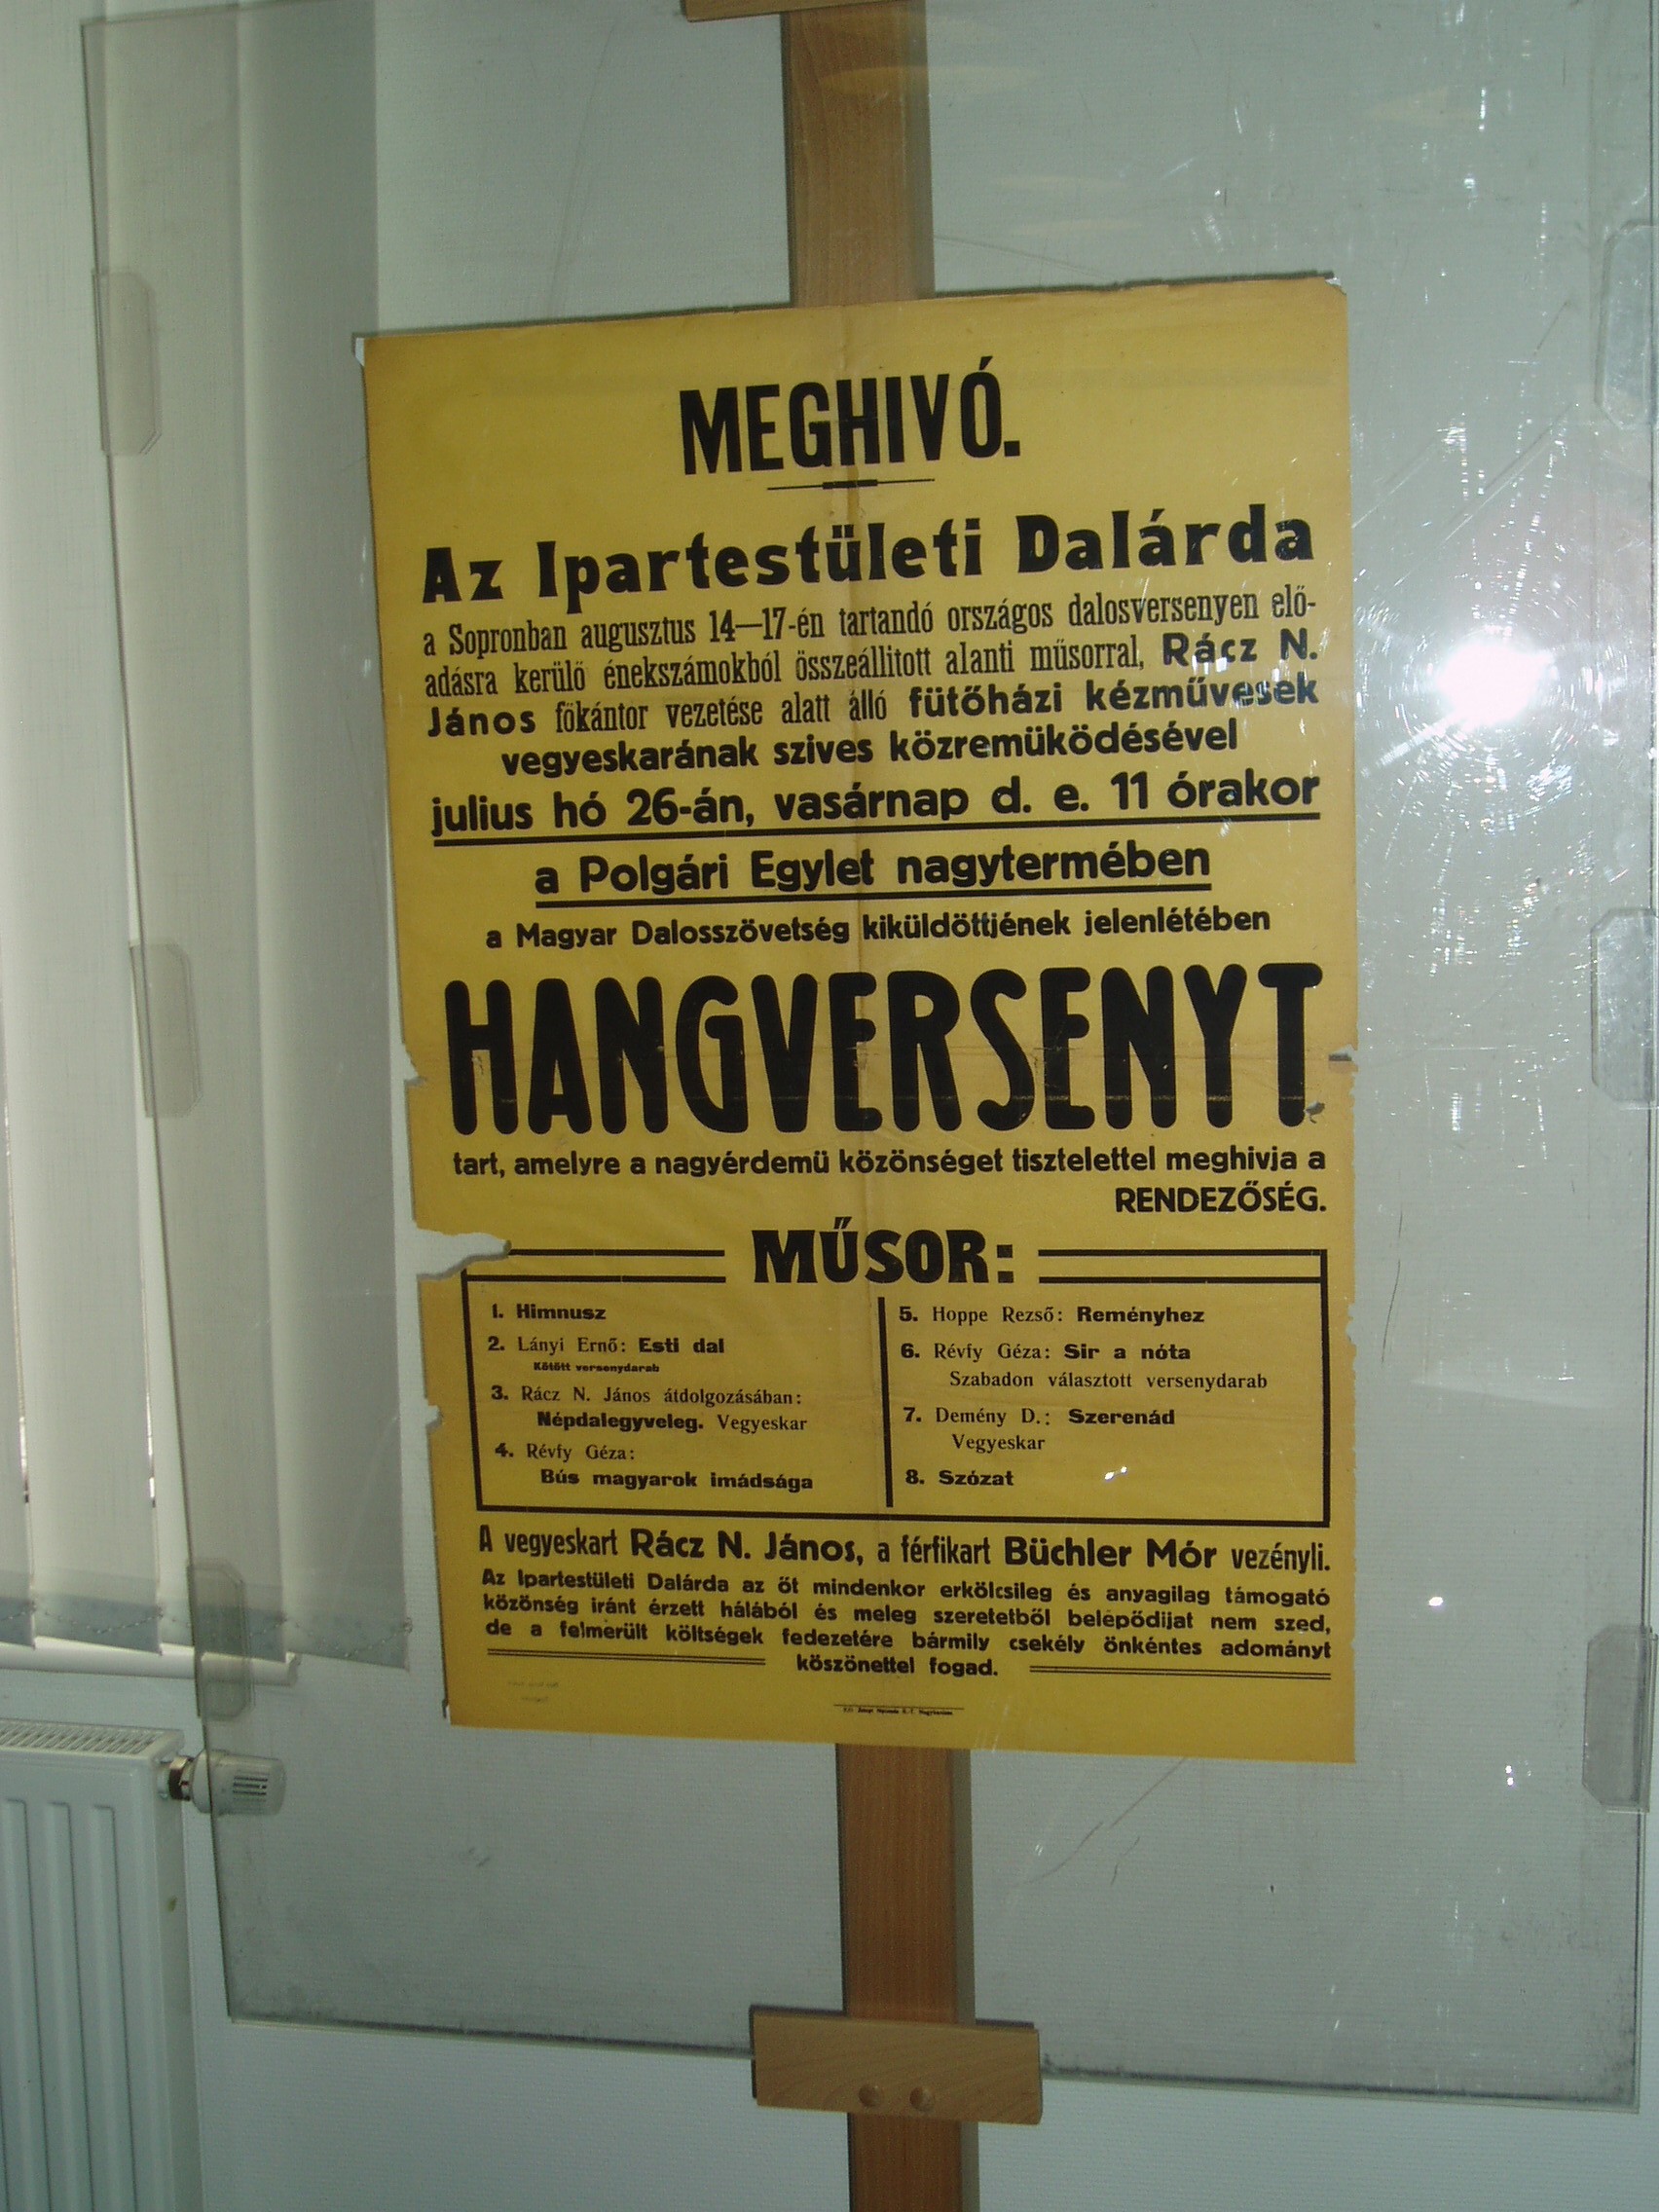 MEGHIVÓ.
Az Ipartestületi Dalárda
a Sopronban augusztus 14—17-én tartandó országos dalosversenyen elő-
adásra kerülő énekszámokból összeállitott alanti műsorral, Rácz N.
János főkántor vezetése alatt álló fütőházi kézművesek
vegyeskarának szives közremüködésével
julius hó 26-án, vasárnap d. e. 11 órakor
a Polgári Egylet nagytermében
a Magyar Dalosszövetség kiküldöttjének jelenlétében
HANGVERSENYT
tart, amelyre a nagyérdemü közönséget tisztelettel meghivja a
RENDEZŐSÉG.
MŰSOR:
1. Himnusz
2. Lányi Ernő: Esti dal
Kötött versenydarab
3. Rácz N. János átdolgozásában:
Népdalegyveleg. Vegyeskar
4. Révfy Géza:
Bús magyarok imádsága
5. Hoppe Rezső: Reményhez
6. Révfy Géza: Sir a nóta
Szabadon választott versenydarab
7. Demény D.: Szerenád
Vegyeskar
8. Szózat
A vegyeskart Rácz N. János, a férfikart Büchler Mór vezényli.
Az Ipartestületi Dalárda az őt mindenkor erkölcsileg és anyagilag támogató
közönség iránt érzett hálából és meleg szeretetből belépődijat nem szed,
de a felmerült költségek fedezetére bármily csekély önkéntes adományt
köszönettel fogad.